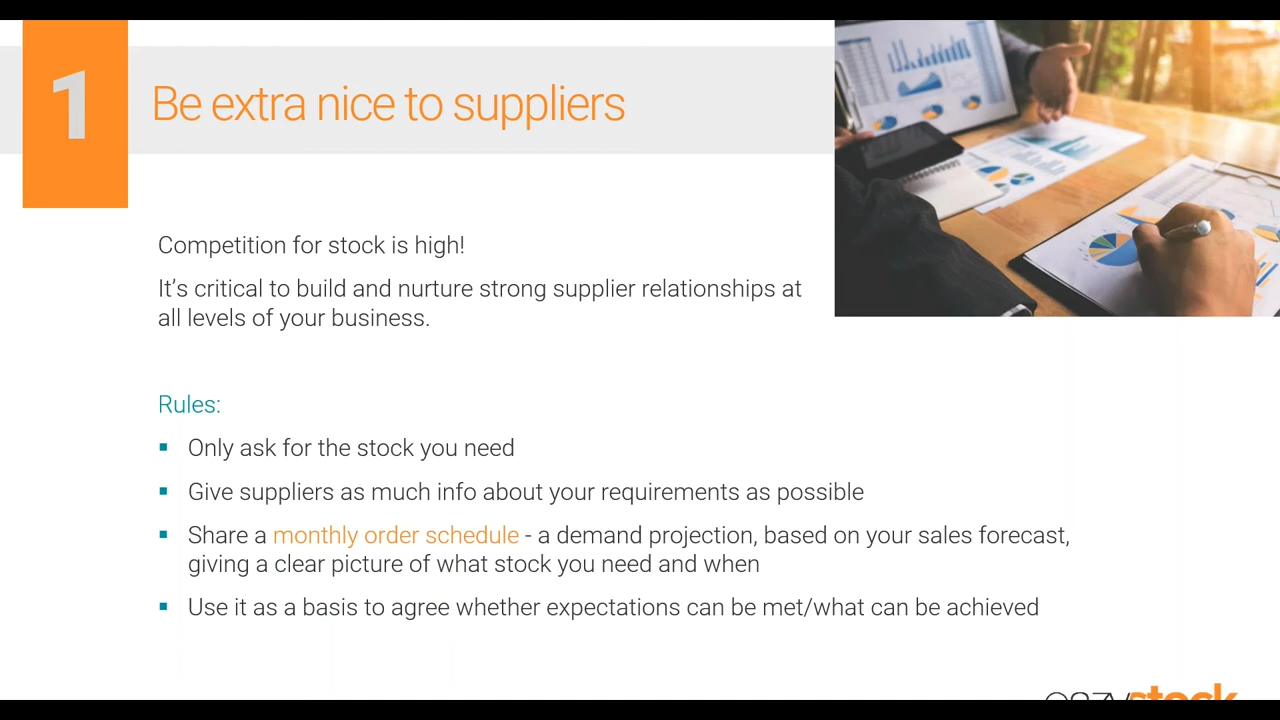 1
Be extra nice to suppliers
Competition for stock is high!
It's critical to build and nurture strong supplier relationships at
all levels of your business.
Rules:
▪ Only ask for the stock you need
▪ Give suppliers as much info about your requirements as possible
▪ Share a monthly order schedule - a demand projection, based on your sales forecast,
giving a clear picture of what stock you need and when
▪ Use it as a basis to agree whether expectations can be met/what can be achieved